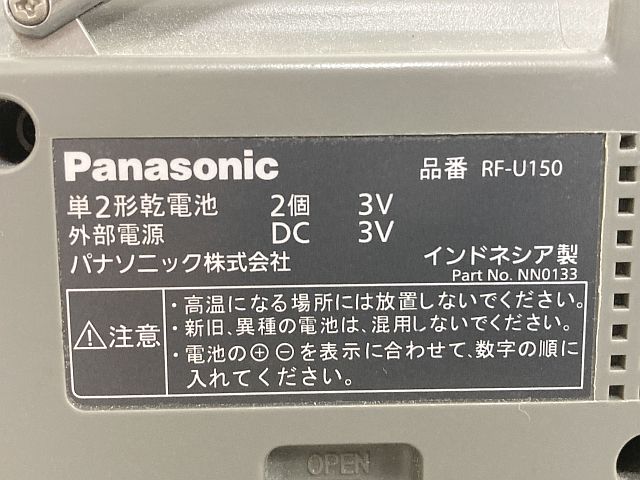 Panasonic 品番 RF-U150
単2形乾電池 2個 3V
外部電源 DC 3V
パナソニック株式会社 インドネシア製
Part No. NN0133
⚠注意
・高温になる場所には放置しないでください。
・新旧、異種の電池は、混用しないでください。
・電池の⊕⊖を表示に合わせて、数字の順に
入れてください。
OPEN